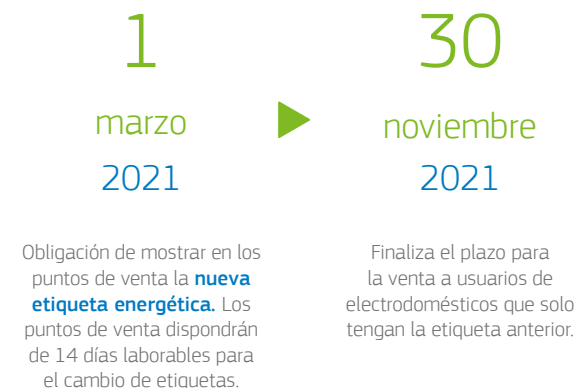 1
marzo
2021
Obligación de mostrar en los
puntos de venta la nueva
etiqueta energética. Los
puntos de venta dispondrán
de 14 días laborables para
el cambio de etiquetas.
30
noviembre
2021
Finaliza el plazo para
la venta a usuarios de
electrodomésticos que solo
tengan la etiqueta anterior.